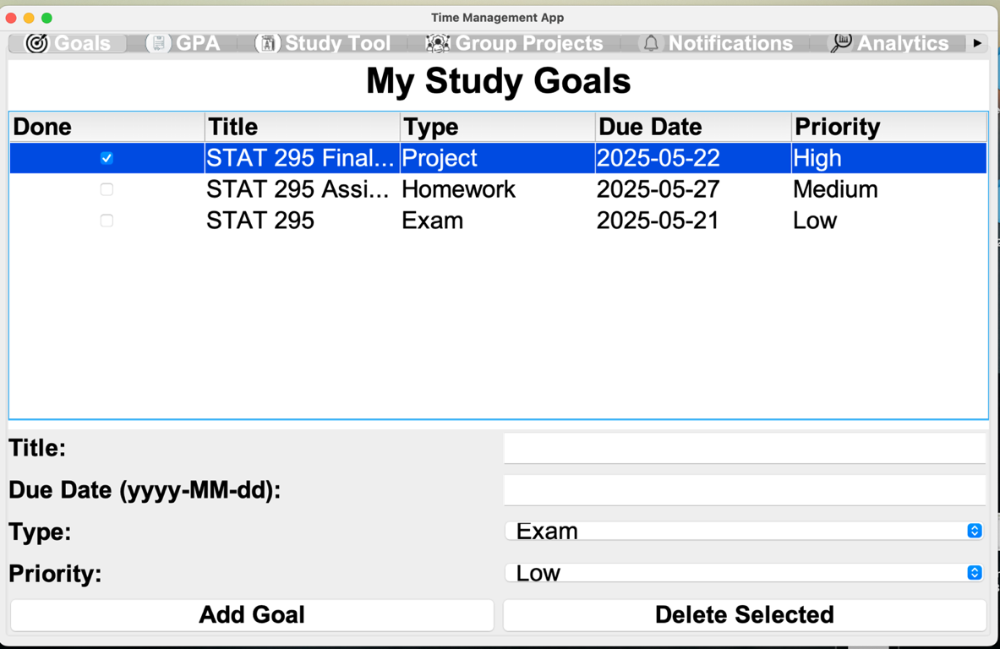 Time Management App
Goals GPA Study Tool Group Projects Notifications Analytics
My Study Goals
Done Title Type Due Date Priority
STAT 295 Final... Project 2025-05-22 High
STAT 295 Assi... Homework 2025-05-27 Medium
STAT 295 Exam 2025-05-21 Low
Title:
Due Date (yyyy-MM-dd):
Type: Exam
Priority: Low
Add Goal Delete Selected